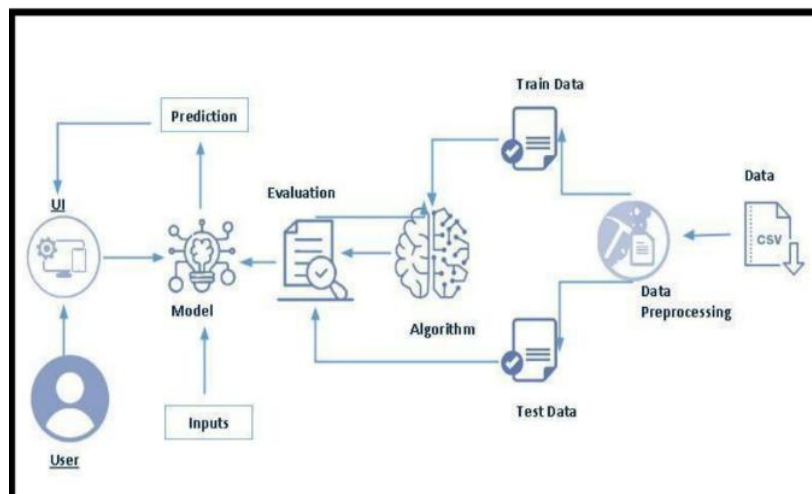 Train Data
Prediction
Evaluation
Data
UI
CSV
Model
Algorithm
Data
Preprocessing
Inputs
Test Data
User